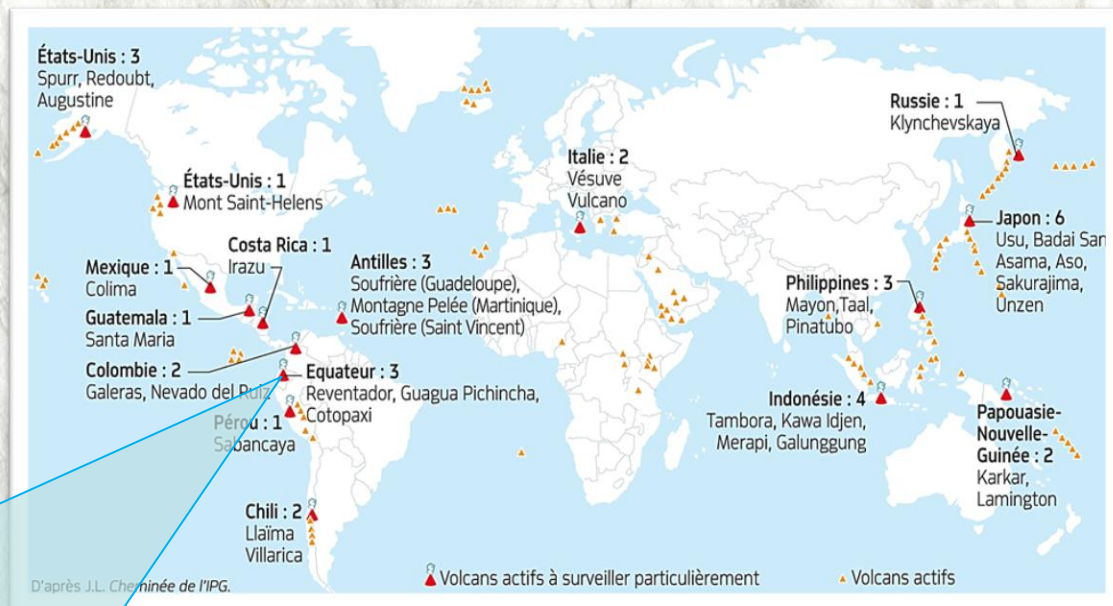 États-Unis : 3
Spurr, Redoubt,
Augustine
États-Unis : 1
Mont Saint-Helens
Costa Rica : 1
Irazu
Mexique : 1
Colima
Guatemala : 1
Santa Maria
Colombie : 2
Galeras, Nevado del Ruiz
Antilles : 3
Soufrière (Guadeloupe),
Montagne Pelée (Martinique),
Soufrière (Saint Vincent)
Equateur : 3
Reventador, Guagua Pichincha,
Cotopaxi
Pérou : 1
Sabancaya
Chili : 2
Llaïma
Villarica
Italie : 2
Vésuve
Vulcano
Russie : 1
Klynchevskaya
Japon : 6
Usu, Badai San
Asama, Aso,
Sakurajima,
Unzen
Philippines : 3
Mayon,Taal,
Pinatubo
Indonésie : 4
Tambora, Kawa Idjen,
Merapi, Galunggung
Papouasie-
Nouvelle-
Guinée : 2
Karkar,
Lamington
D'après J.L. Cheminée de l'IPG.
Volcans actifs à surveiller particulièrement
Volcans actifs